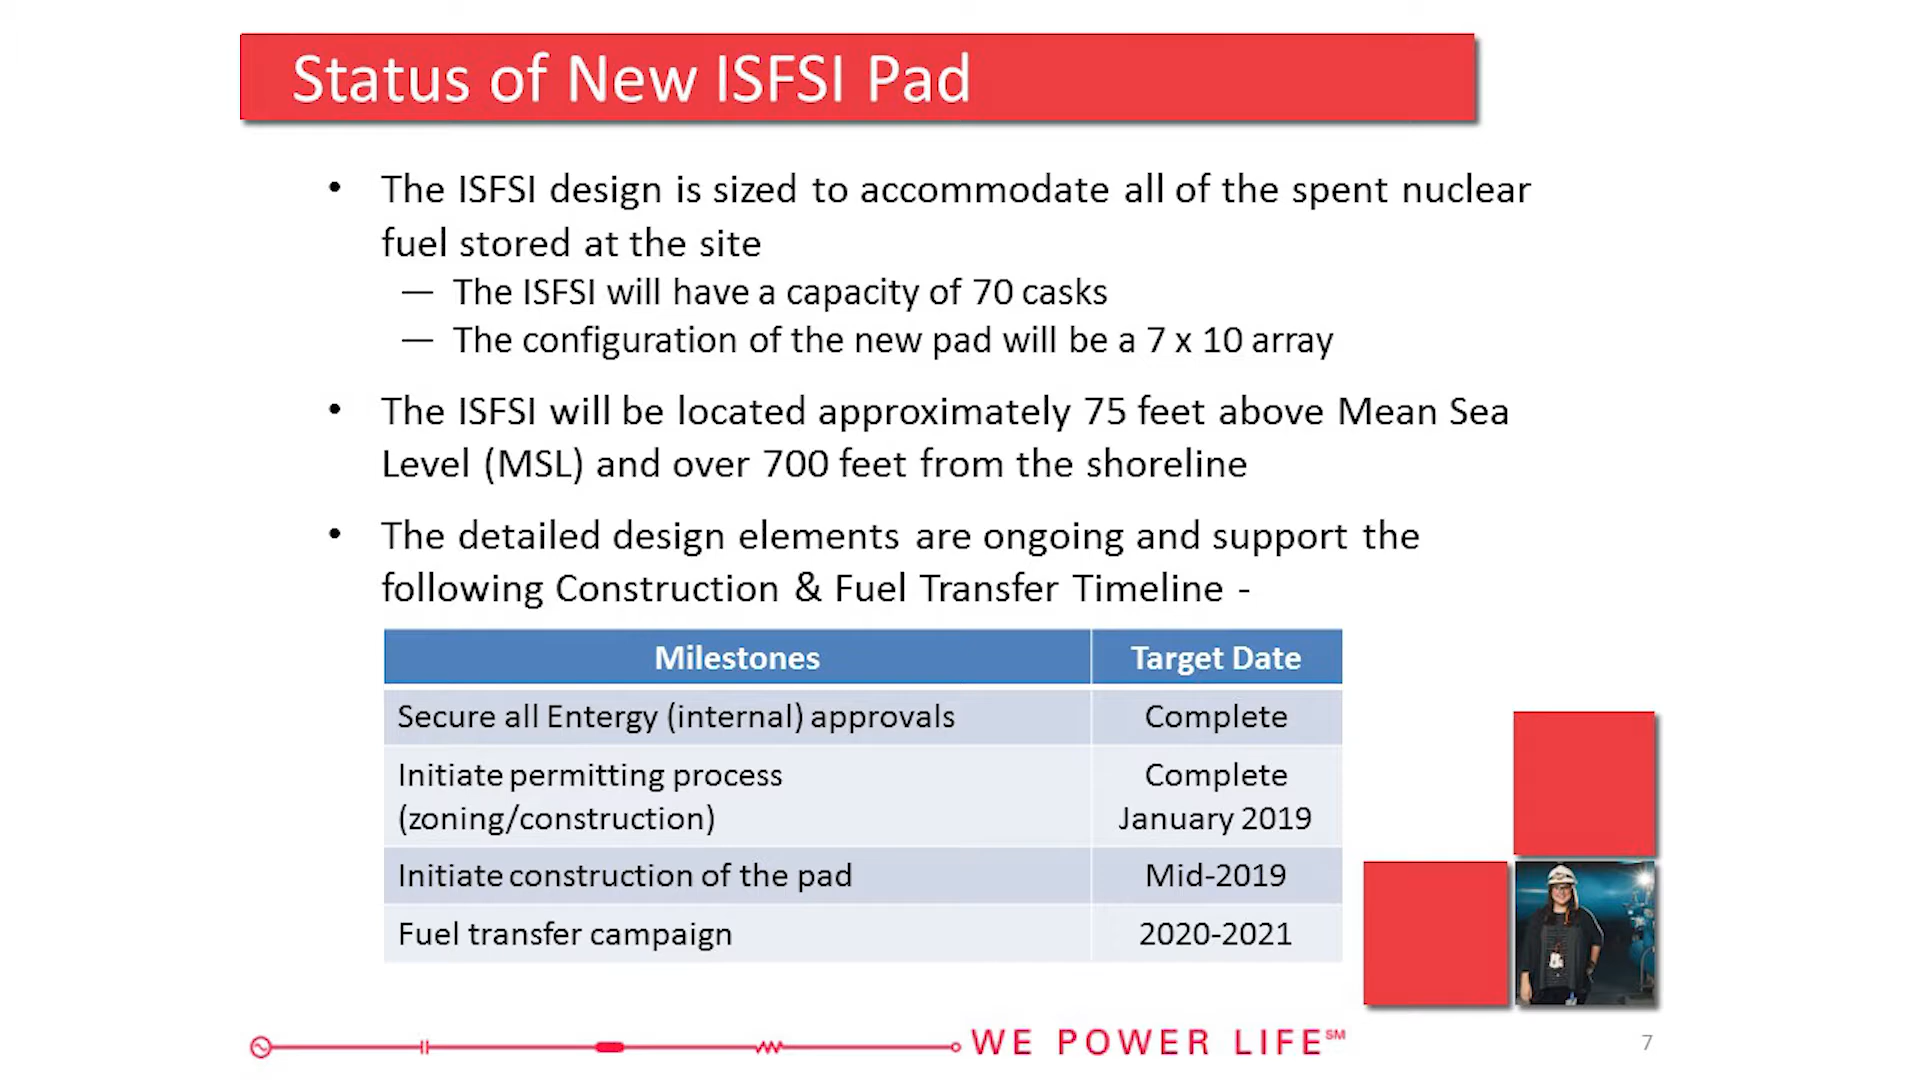 Status of New ISFSI Pad
• The ISFSI design is sized to accommodate all of the spent nuclear
fuel stored at the site
— The ISFSI will have a capacity of 70 casks
— The configuration of the new pad will be a 7 x 10 array
• The ISFSI will be located approximately 75 feet above Mean Sea
Level (MSL) and over 700 feet from the shoreline
• The detailed design elements are ongoing and support the
following Construction & Fuel Transfer Timeline -
Milestones Target Date
Secure all Entergy (internal) approvals Complete
Initiate permitting process Complete
(zoning/construction) January 2019
Initiate construction of the pad Mid-2019
Fuel transfer campaign 2020-2021
WE POWER LIFE℠
7